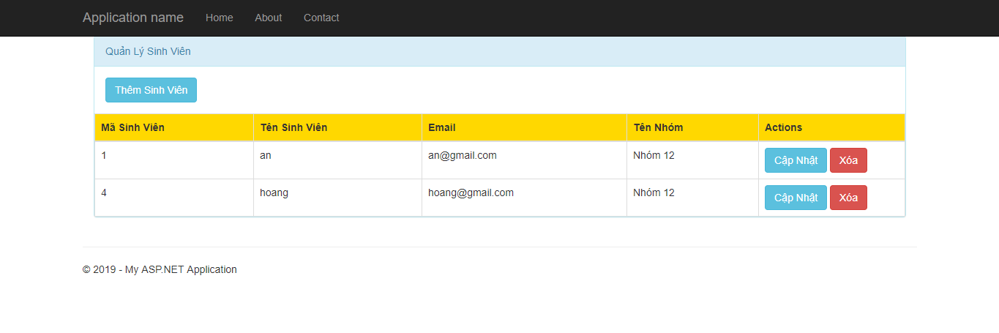 Application name Home About Contact
Quản Lý Sinh Viên
Thêm Sinh Viên
Mã Sinh Viên Tên Sinh Viên Email Tên Nhóm Actions
1 an an@gmail.com Nhóm 12 Cập Nhật Xóa
4 hoang hoang@gmail.com Nhóm 12 Cập Nhật Xóa
© 2019 - My ASP.NET Application